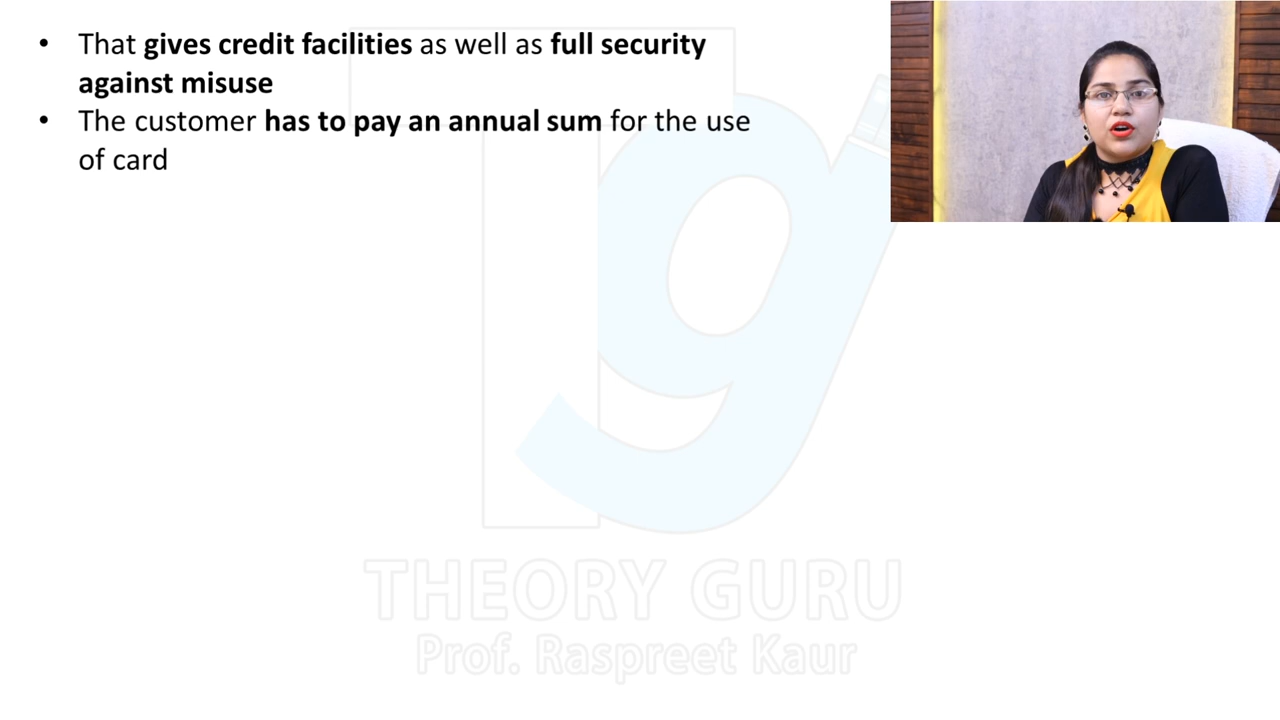 • That gives credit facilities as well as full security
against misuse
• The customer has to pay an annual sum for the use
of card
Tg
THEORY GURU
Prof. Raspreet Kaur